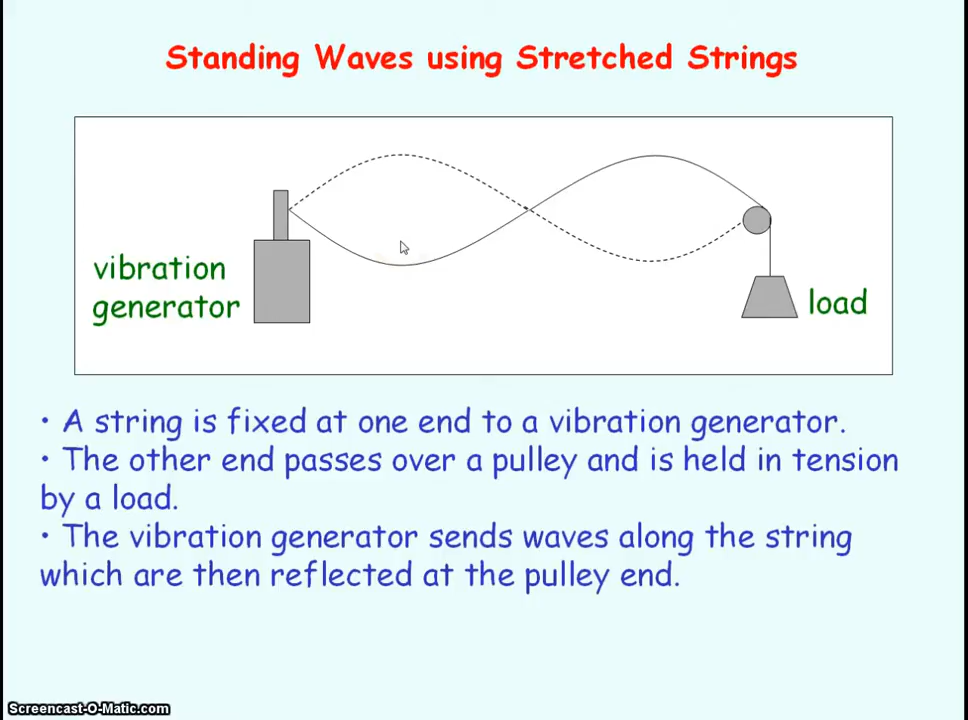 Standing Waves using Stretched Strings
vibration
generator
load
• A string is fixed at one end to a vibration generator.
• The other end passes over a pulley and is held in tension
by a load.
• The vibration generator sends waves along the string
which are then reflected at the pulley end.
Screencast-O-Matic.com